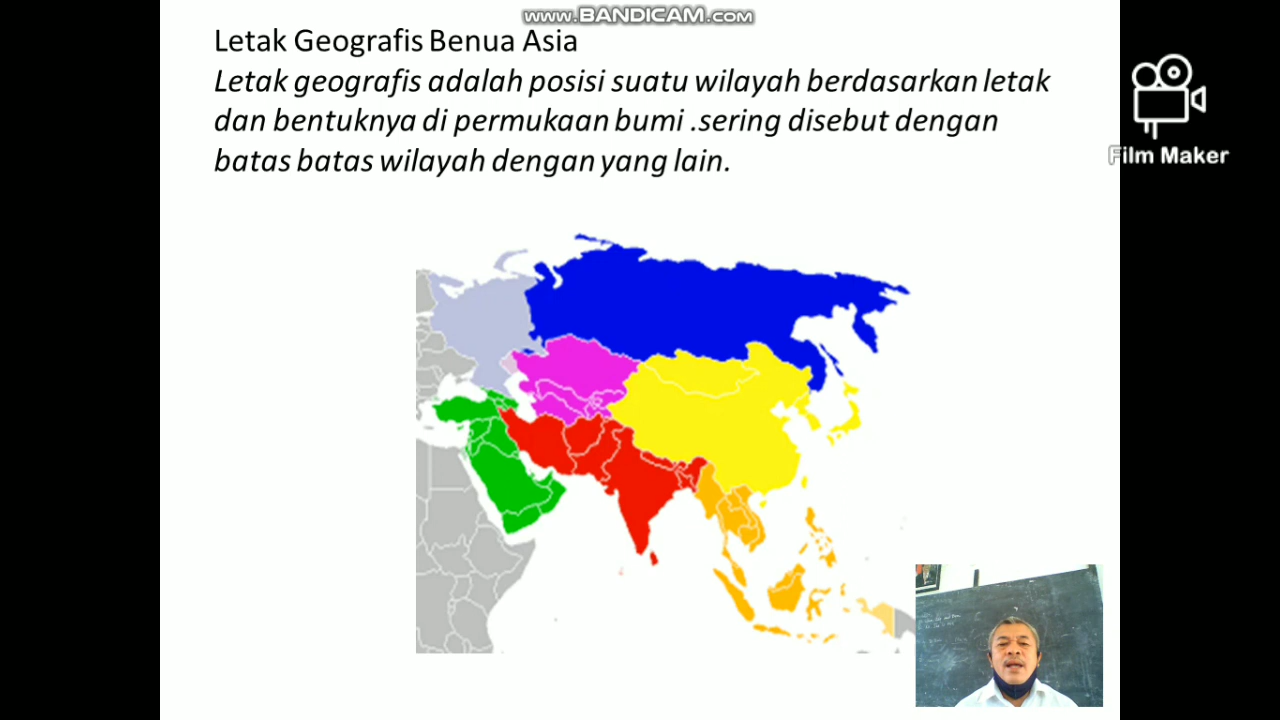 www.BANDICAM.com
Letak Geografis Benua Asia
Letak geografis adalah posisi suatu wilayah berdasarkan letak
dan bentuknya di permukaan bumi .sering disebut dengan
batas batas wilayah dengan yang lain.
Film Maker